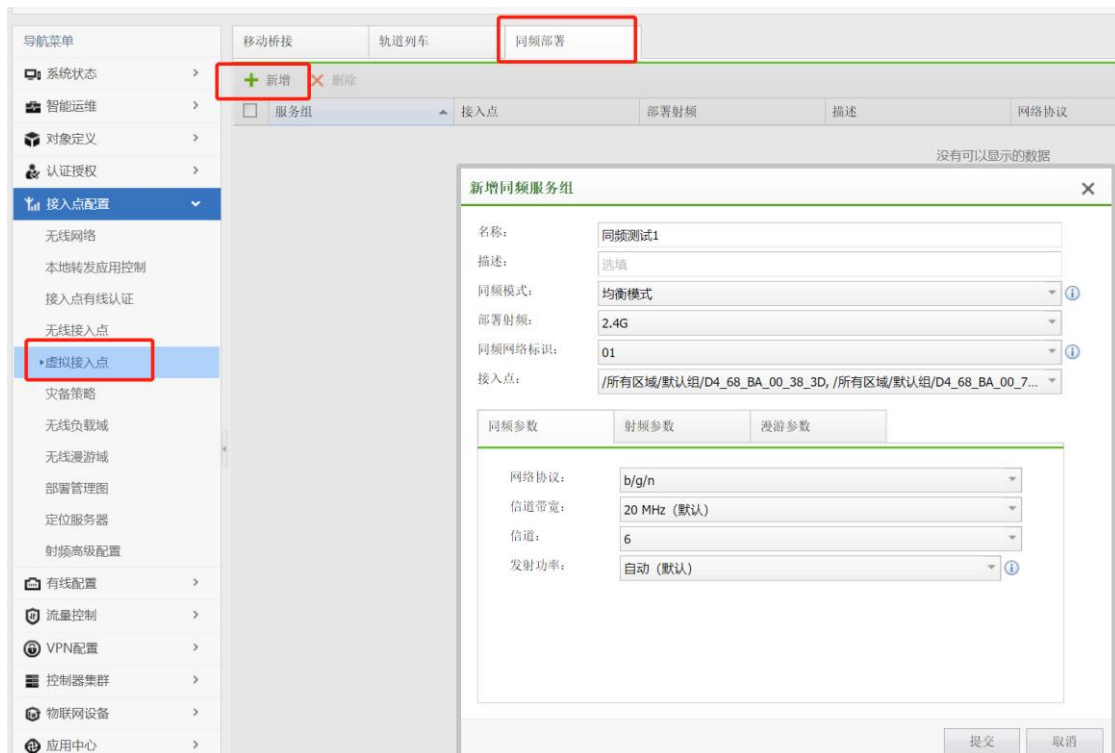 导航菜单
系统状态
智能运维
对象定义
认证授权
接入点配置
无线网络
本地转发应用控制
接入点有线认证
无线接入点
虚拟接入点
灾备策略
无线负载域
无线漫游域
部署管理图
定位服务器
射频高级配置
有线配置
流量控制
VPN配置
控制器集群
物联网设备
应用中心
移动桥接 轨道列车 同频部署
新增 删除
服务组 接入点 部署射频 描述 网络协议
没有可以显示的数据
新增同频服务组
名称： 同频测试1
描述： 选填
同频模式： 均衡模式
部署射频： 2.4G
同频网络标识： 01
接入点： /所有区域/默认组/D4_68_BA_00_38_3D, /所有区域/默认组/D4_68_BA_00_7...
同频参数 射频参数 漫游参数
网络协议： b/g/n
信道带宽： 20 MHz（默认）
信道： 6
发射功率： 自动（默认）
提交 取消